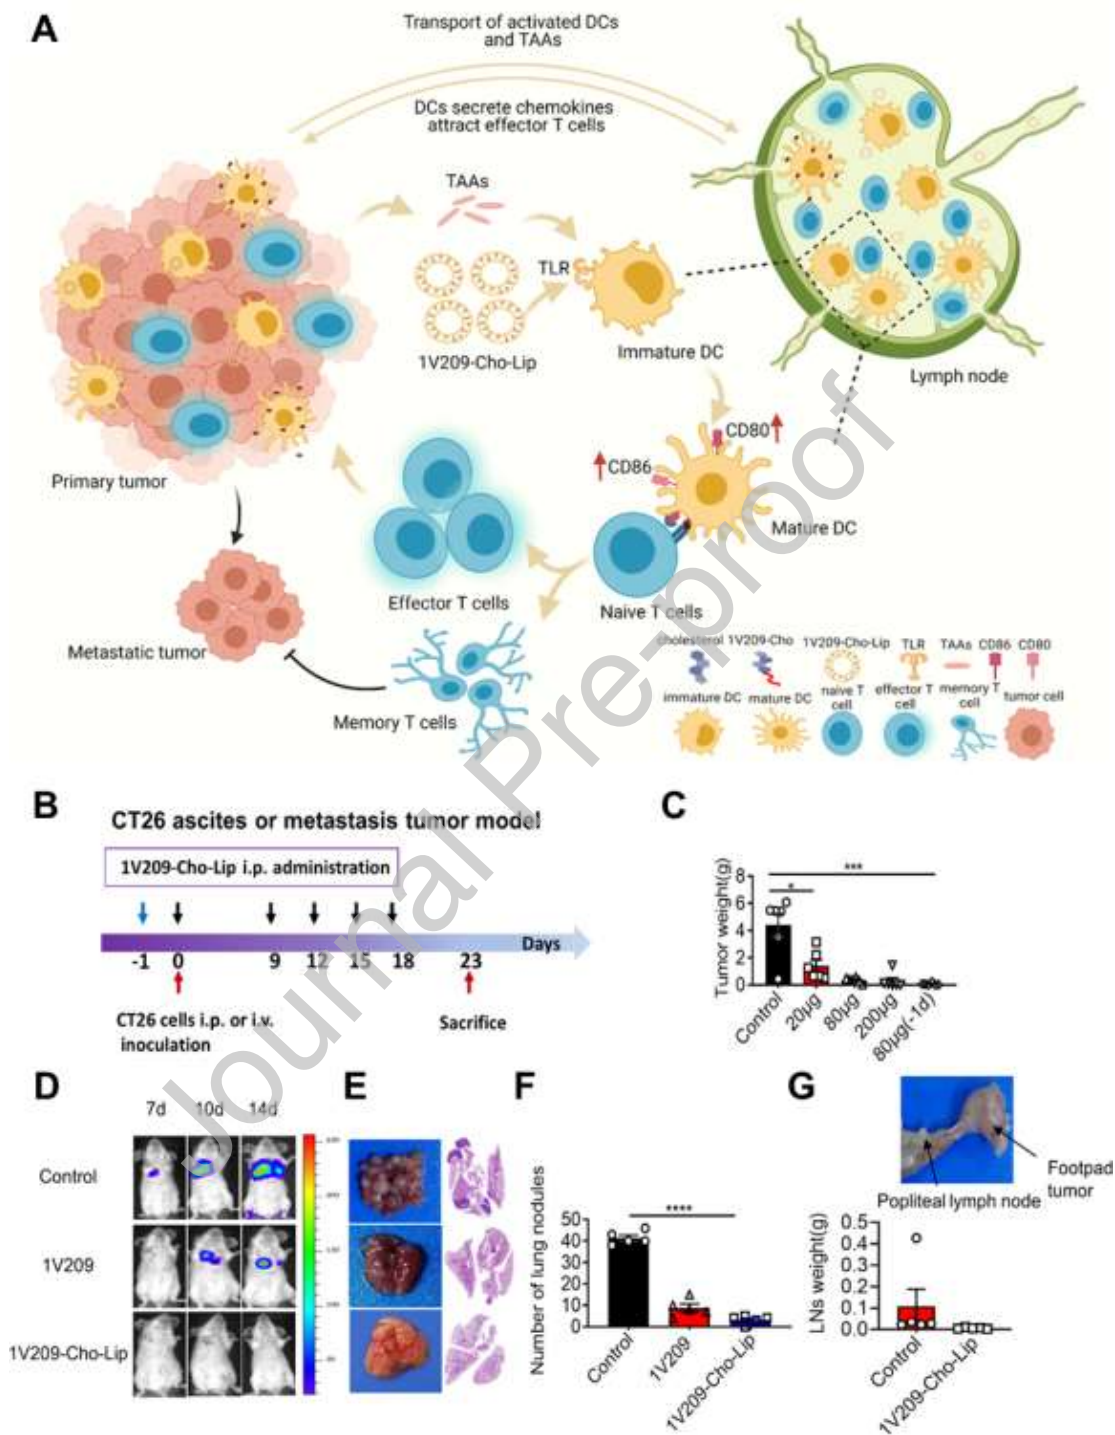 A
Transport of activated DCs
and TAAs
DCs secrete chemokines
attract effector T cells
TAAs
TLR
1V209-Cho-Lip
Immature DC
Lymph node
CD80
CD86
Primary tumor
Mature DC
Effector T cells
Naive T cells
Metastatic tumor
Memory T cells
cholesterol 1V209-Cho 1V209-Cho-Lip TLR TAAs CD86 CD80
immature DC mature DC naive T cell effector T cell memory T cell tumor cell
Journal Pre-proof
B
CT26 ascites or metastasis tumor model
1V209-Cho-Lip i.p. administration
Days
-1 0 9 12 15 18 23
CT26 cells i.p. or i.v.
inoculation
Sacrifice
C
Tumor weight(g)
8
6
4
2
0
*
***
Control
20μg
80μg
200μg
80μg(-1d)
D
7d 10d 14d
Control
1V209
1V209-Cho-Lip
E
F
Number of lung nodules
50
40
30
20
10
0
****
Control
1V209
1V209-Cho-Lip
G
Footpad
tumor
Popliteal lymph node
LNs weight(g)
0.5
0.4
0.3
0.2
0.1
0.0
Control
1V209-Cho-Lip